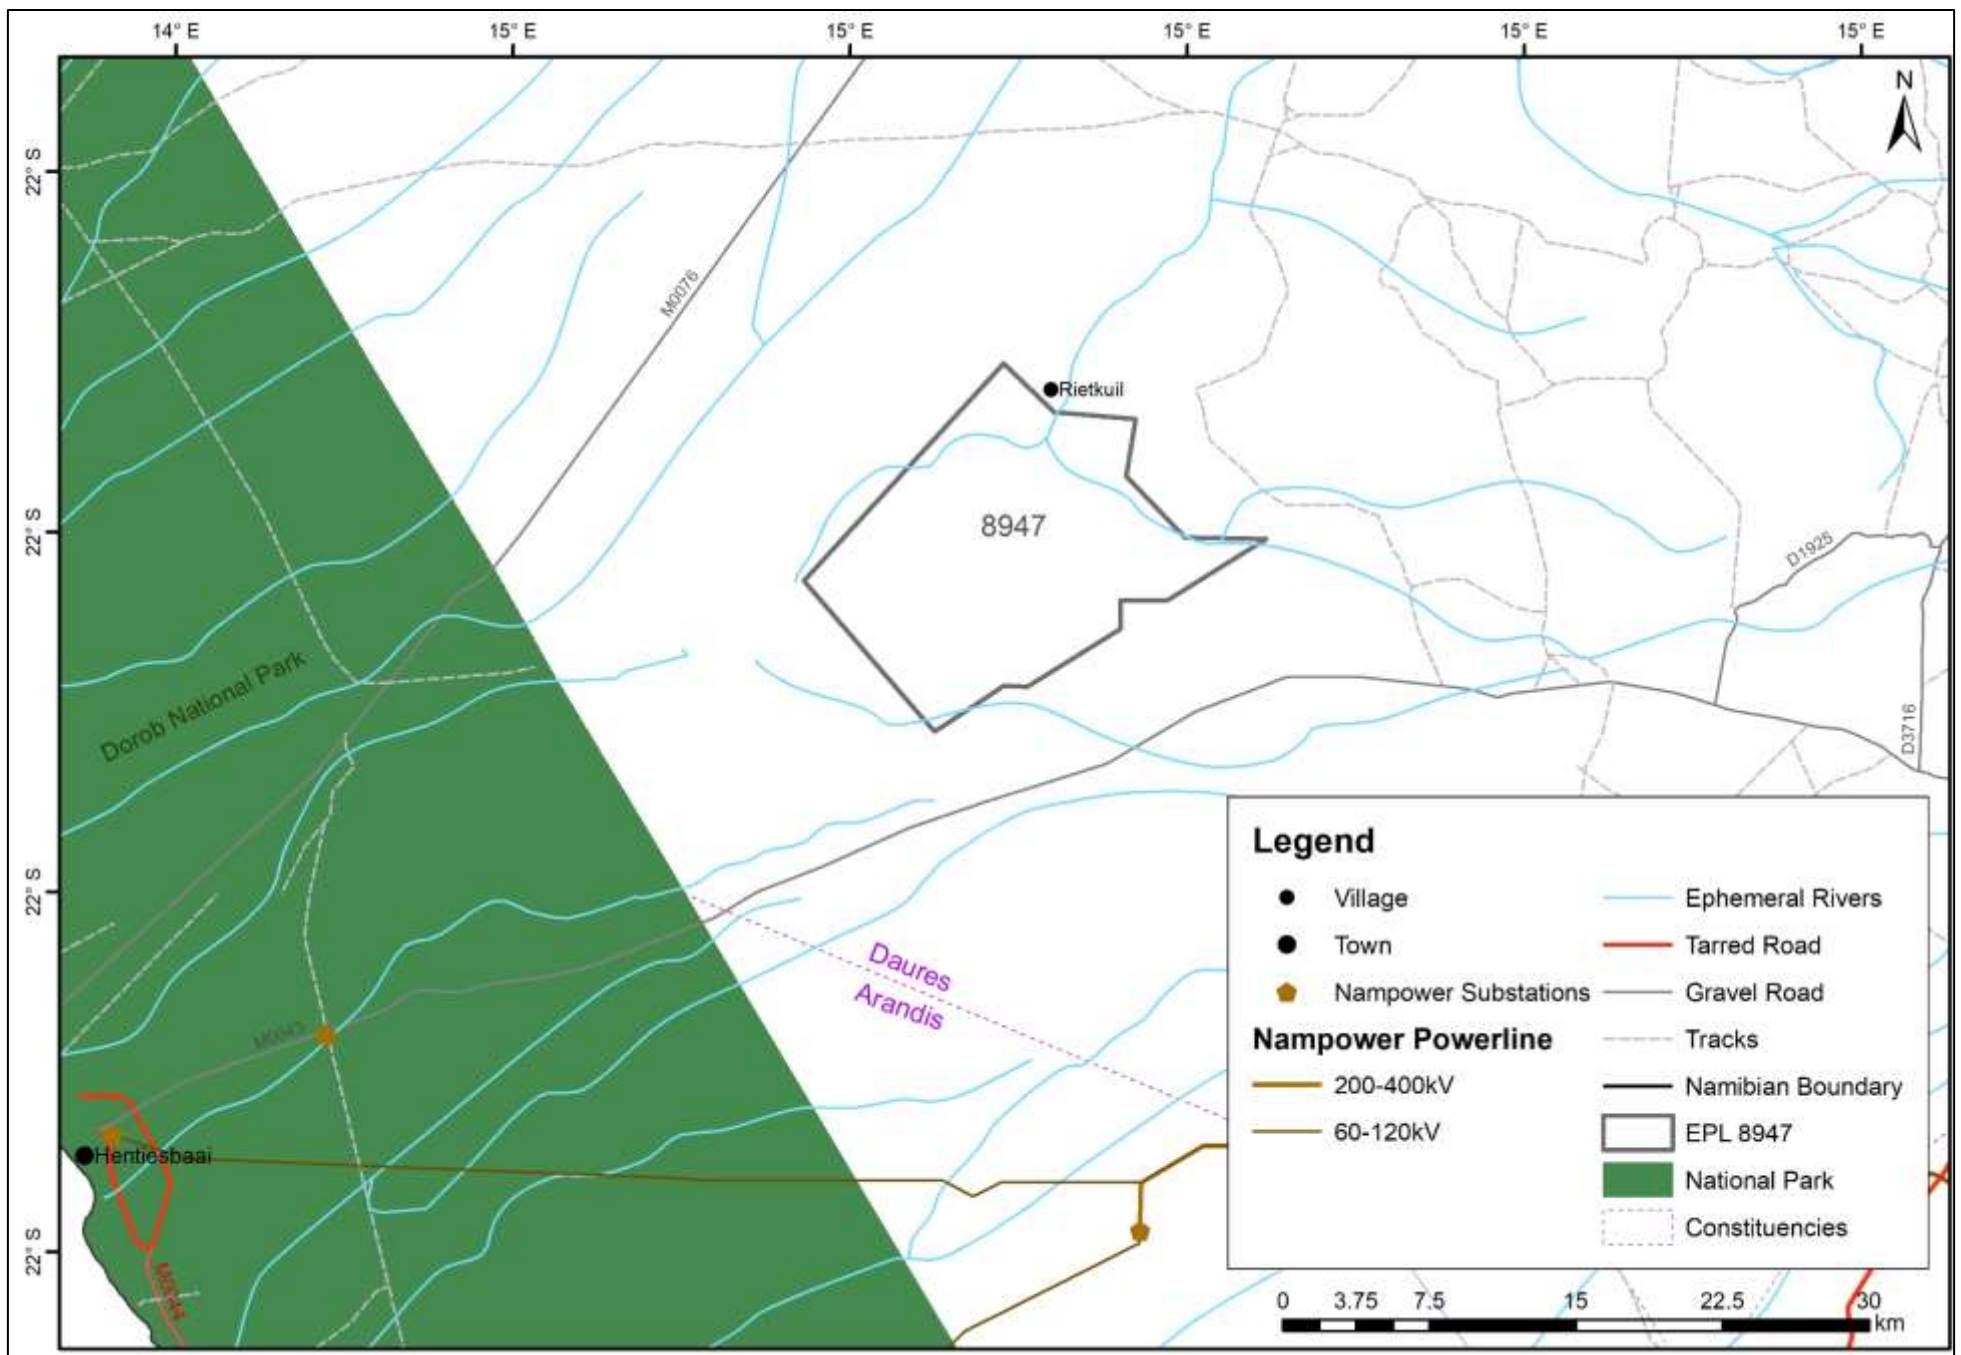 14° E
15° E
15° E
15° E
15° E
15° E
N
22° S
22° S
22° S
22° S
M0076
Rietkuil
8947
D1925
D3716
Dorob National Park
Daures
Arandis
M0043
Hentiesbaai
M0044
Legend
Village
Town
Nampower Substations
Nampower Powerline
200-400kV
60-120kV
Ephemeral Rivers
Tarred Road
Gravel Road
Tracks
Namibian Boundary
EPL 8947
National Park
Constituencies
0 3.75 7.5 15 22.5 30
km